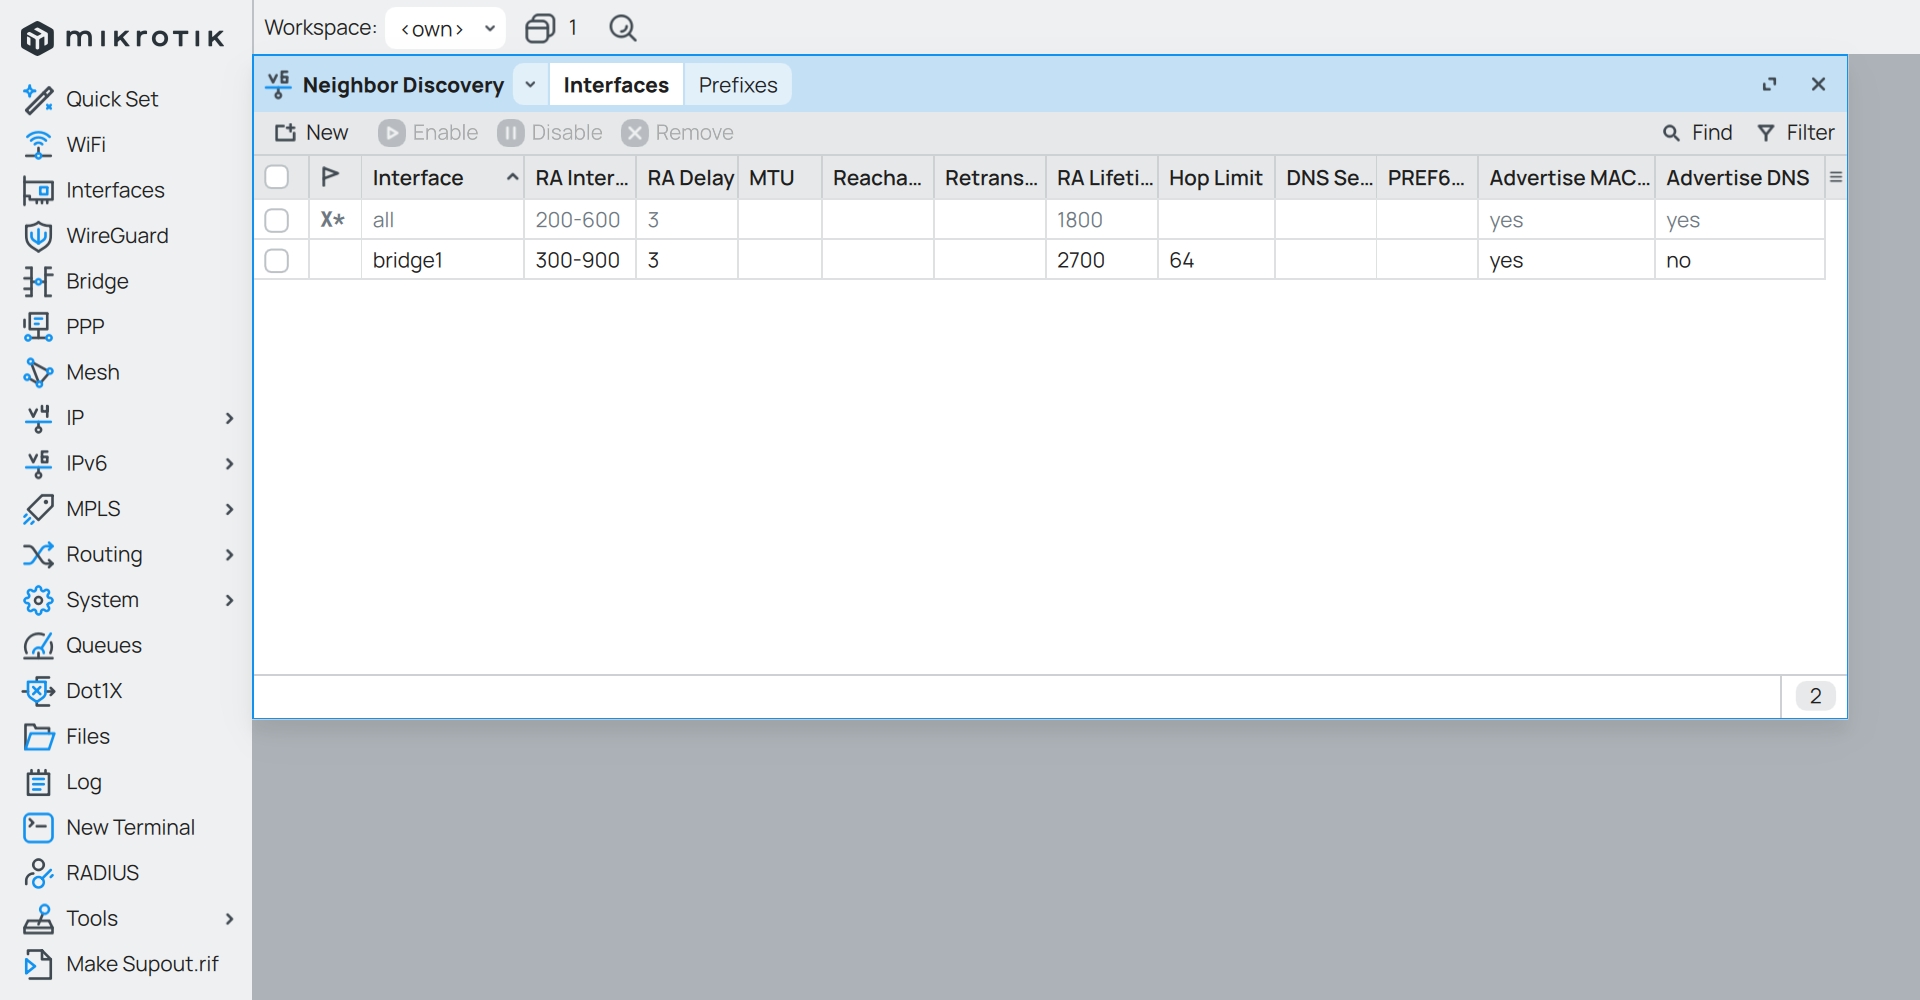 mikrotik
Workspace: <own> 1
v6 Neighbor Discovery Interfaces Prefixes
New Enable Disable Remove Find Filter
Interface RA Inter... RA Delay MTU Reacha... Retrans... RA Lifeti... Hop Limit DNS Se... PREF6... Advertise MAC... Advertise DNS
X* all 200-600 3 1800 yes yes
bridge1 300-900 3 2700 64 yes no
2
Quick Set
WiFi
Interfaces
WireGuard
Bridge
PPP
Mesh
v4 IP
v6 IPv6
MPLS
Routing
System
Queues
Dot1X
Files
Log
New Terminal
RADIUS
Tools
Make Supout.rif